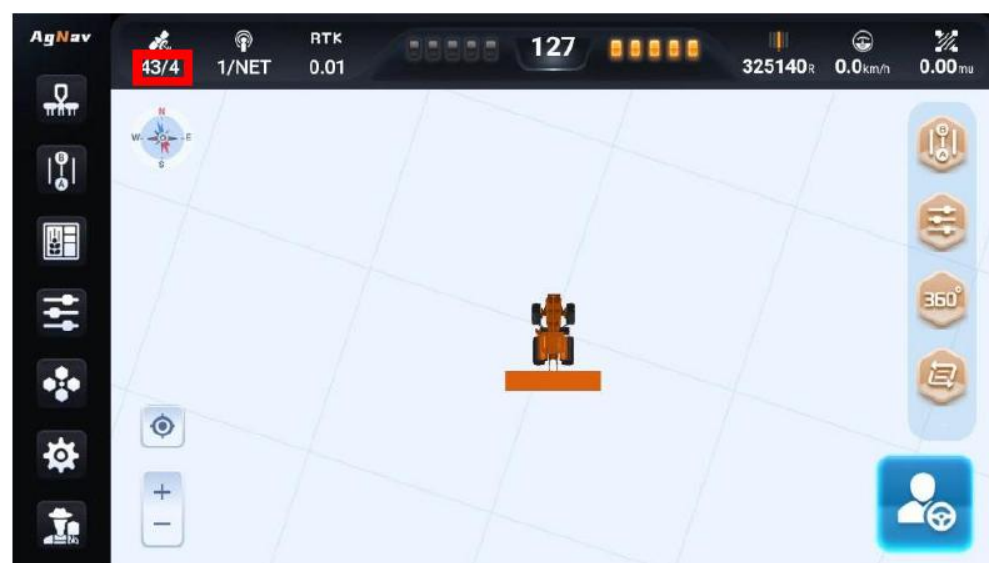 AgNav
43/4
1/NET
RTK
0.01
127
325140R
0.0km/h
0.00mu
N
W
E
S
B
A
B
A
360°
+
−